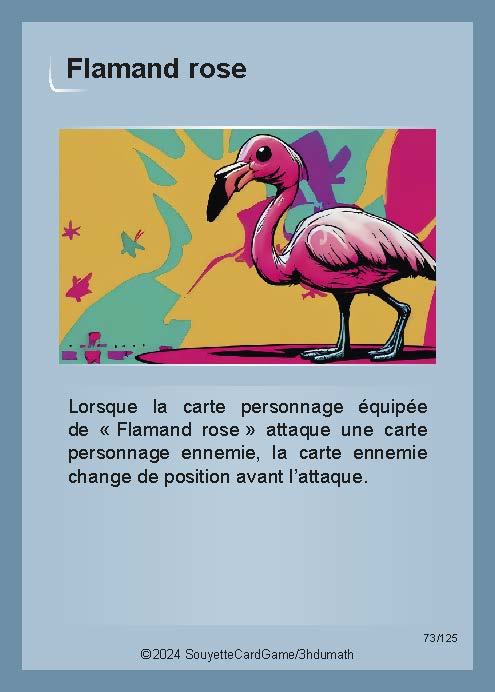 Flamand rose
Lorsque la carte personnage équipée
de « Flamand rose » attaque une carte
personnage ennemie, la carte ennemie
change de position avant l’attaque.
73/125
©2024 SouyetteCardGame/3hdumath